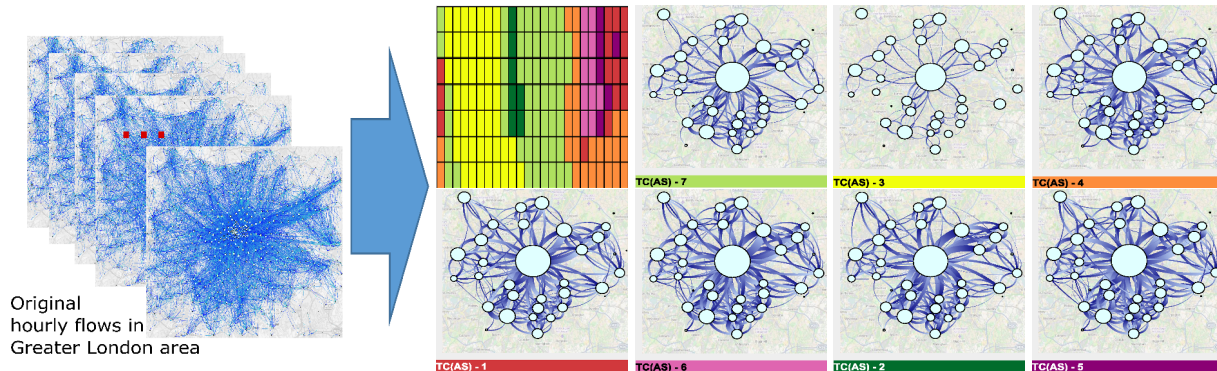 Original
hourly flows in
Greater London area
TC(AS) - 7
TC(AS) - 3
TC(AS) - 4
TC(AS) - 1
TC(AS) - 6
TC(AS) - 2
TC(AS) - 5